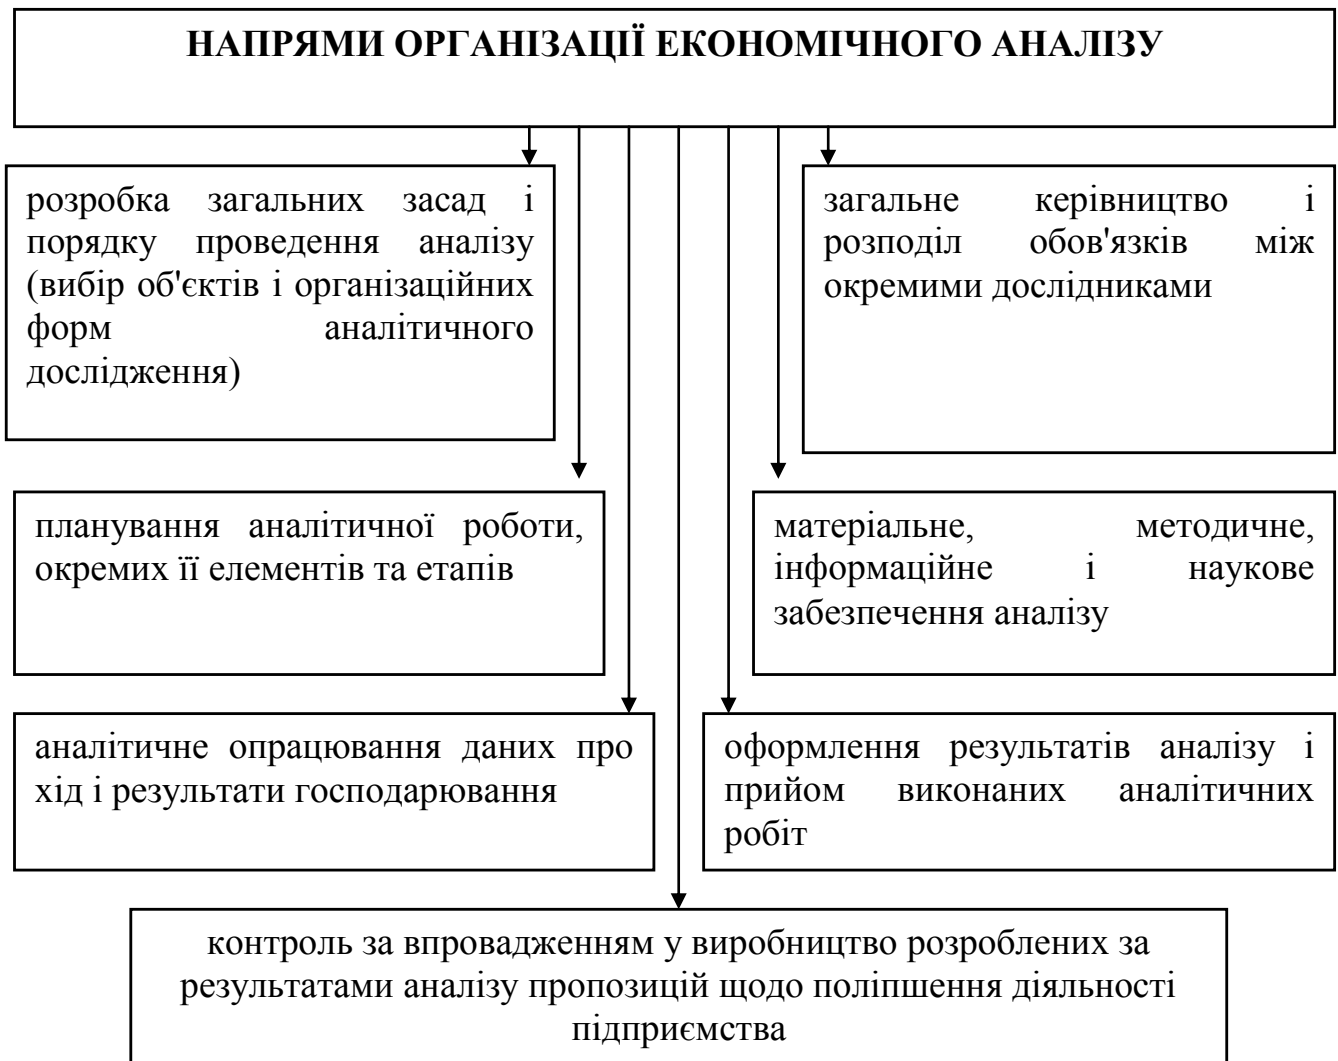 НАПРЯМИ ОРГАНІЗАЦІЇ ЕКОНОМІЧНОГО АНАЛІЗУ
розробка загальних засад і
порядку проведення аналізу
(вибір об'єктів і організаційних
форм аналітичного
дослідження)
загальне керівництво і
розподіл обов'язків між
окремими дослідниками
планування аналітичної роботи,
окремих її елементів та етапів
матеріальне, методичне,
інформаційне і наукове
забезпечення аналізу
аналітичне опрацювання даних про
хід і результати господарювання
оформлення результатів аналізу і
прийом виконаних аналітичних
робіт
контроль за впровадженням у виробництво розроблених за
результатами аналізу пропозицій щодо поліпшення діяльності
підприємства